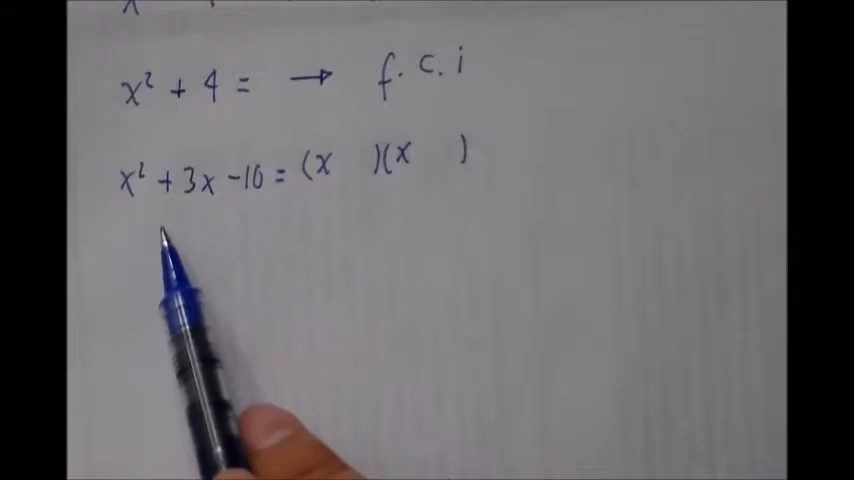 x² + 4 = → f. c. i
x² + 3x - 10 = (x )(x )